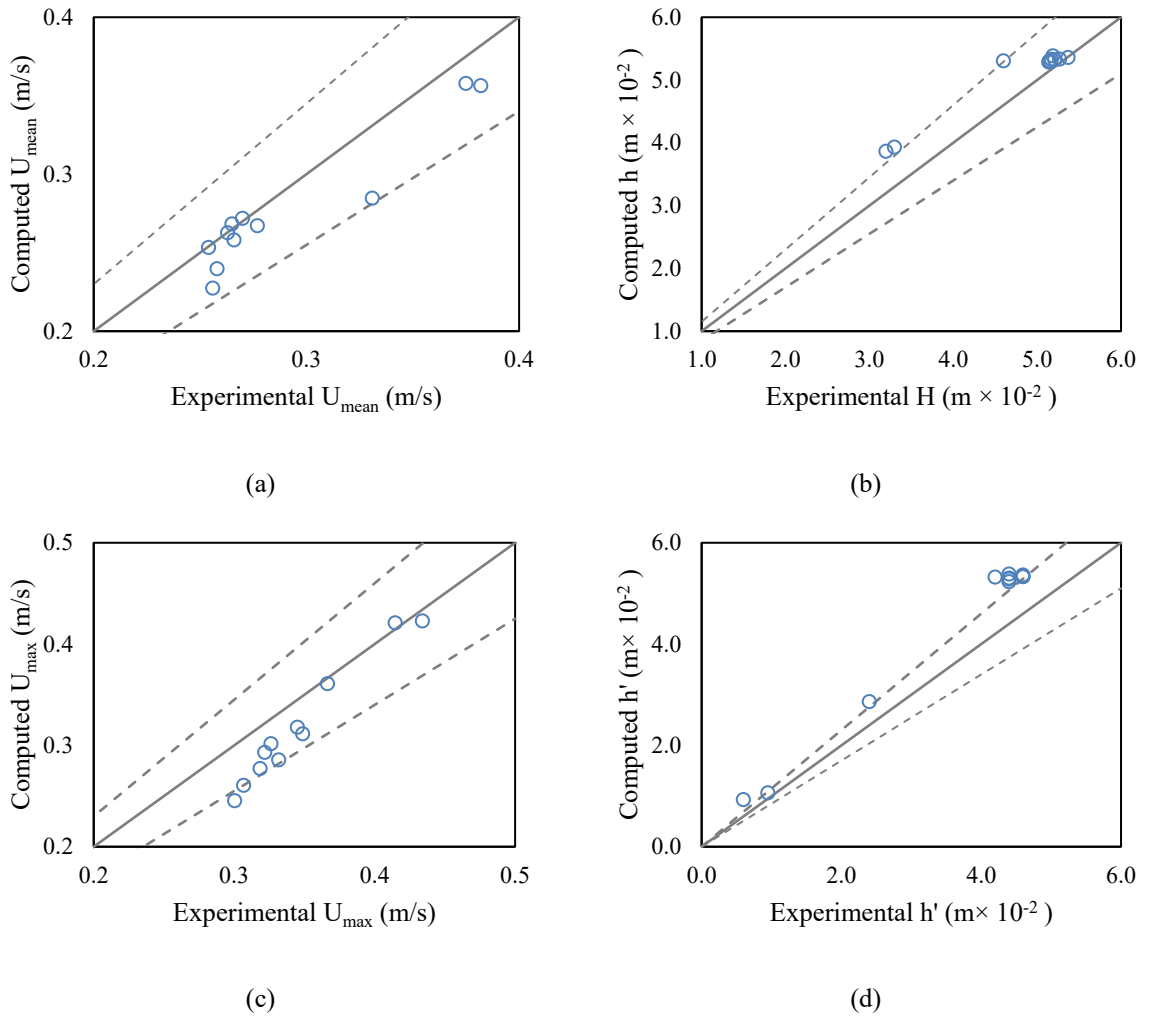 0.4
0.3
0.2
0.2
0.3
0.4
Computed U_mean (m/s)
Experimental U_mean (m/s)
(a)
6.0
5.0
4.0
3.0
2.0
1.0
1.0
2.0
3.0
4.0
5.0
6.0
Computed h (m × 10^-2 )
Experimental H (m × 10^-2 )
(b)
0.5
0.4
0.3
0.2
0.2
0.3
0.4
0.5
Computed U_max (m/s)
Experimental U_max (m/s)
(c)
6.0
4.0
2.0
0.0
0.0
2.0
4.0
6.0
Computed h' (m× 10^-2 )
Experimental h' (m× 10^-2 )
(d)